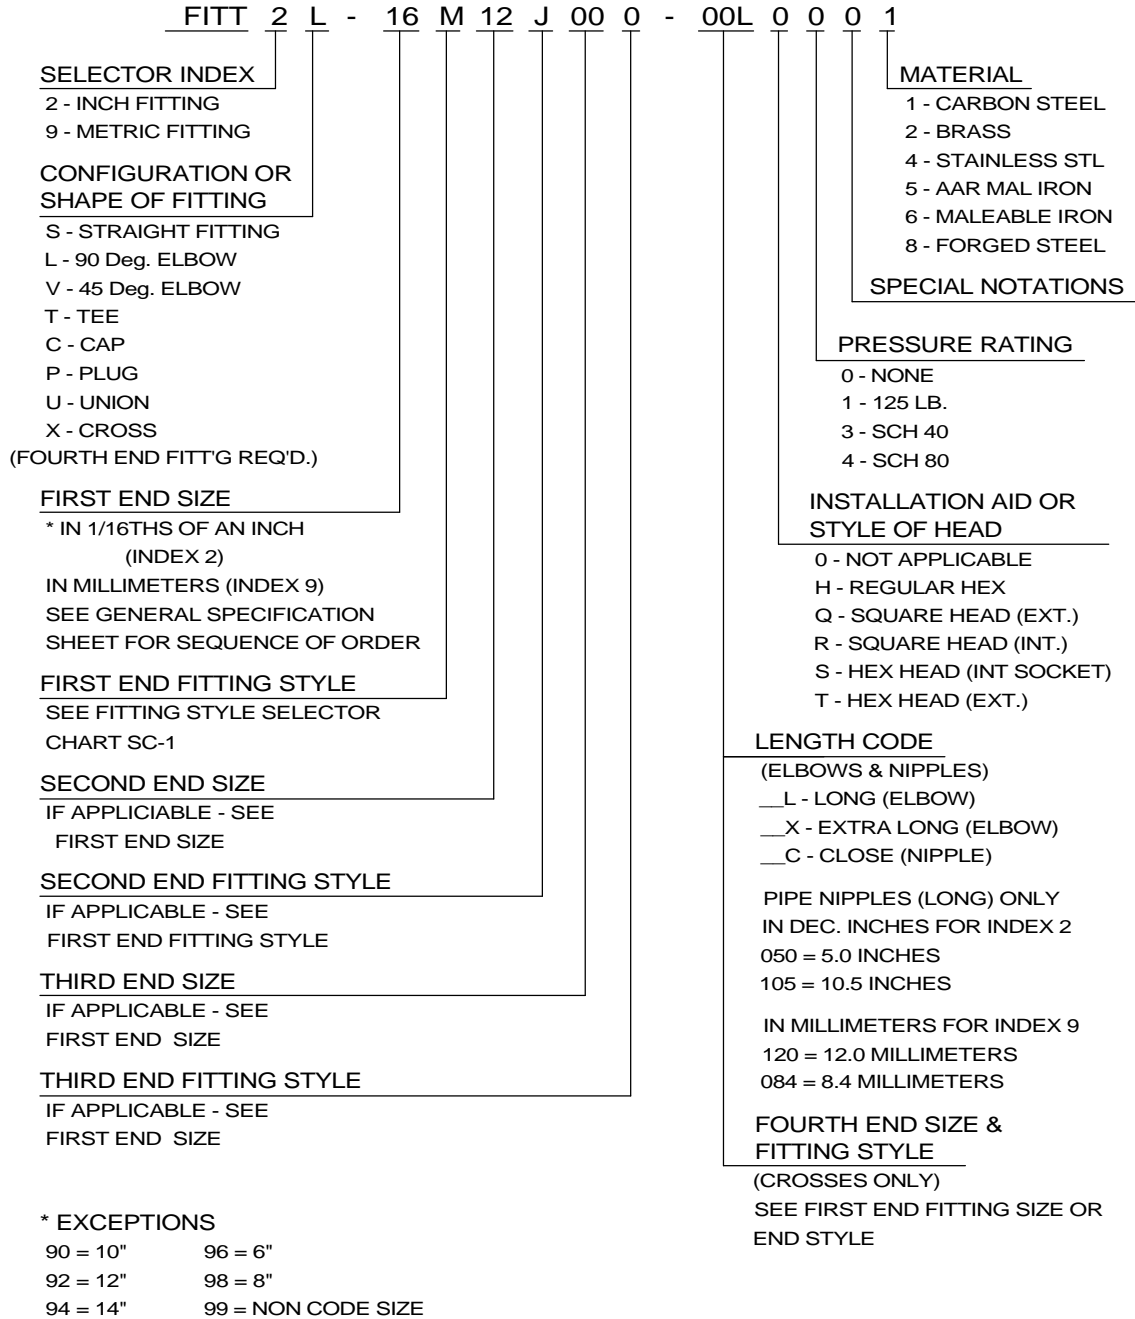 FITT 2 L - 16 M 12 J 00 0 - 00L 0 0 0 1
SELECTOR INDEX
2 - INCH FITTING
9 - METRIC FITTING
CONFIGURATION OR
SHAPE OF FITTING
S - STRAIGHT FITTING
L - 90 Deg. ELBOW
V - 45 Deg. ELBOW
T - TEE
C - CAP
P - PLUG
U - UNION
X - CROSS
(FOURTH END FITT'G REQ'D.)
FIRST END SIZE
* IN 1/16THS OF AN INCH
(INDEX 2)
IN MILLIMETERS (INDEX 9)
SEE GENERAL SPECIFICATION
SHEET FOR SEQUENCE OF ORDER
FIRST END FITTING STYLE
SEE FITTING STYLE SELECTOR
CHART SC-1
SECOND END SIZE
IF APPLICIABLE - SEE
FIRST END SIZE
SECOND END FITTING STYLE
IF APPLICABLE - SEE
FIRST END FITTING STYLE
THIRD END SIZE
IF APPLICABLE - SEE
FIRST END SIZE
THIRD END FITTING STYLE
IF APPLICABLE - SEE
FIRST END SIZE
* EXCEPTIONS
90 = 10" 96 = 6"
92 = 12" 98 = 8"
94 = 14" 99 = NON CODE SIZE
MATERIAL
1 - CARBON STEEL
2 - BRASS
4 - STAINLESS STL
5 - AAR MAL IRON
6 - MALEABLE IRON
8 - FORGED STEEL
SPECIAL NOTATIONS
PRESSURE RATING
0 - NONE
1 - 125 LB.
3 - SCH 40
4 - SCH 80
INSTALLATION AID OR
STYLE OF HEAD
0 - NOT APPLICABLE
H - REGULAR HEX
Q - SQUARE HEAD (EXT.)
R - SQUARE HEAD (INT.)
S - HEX HEAD (INT SOCKET)
T - HEX HEAD (EXT.)
LENGTH CODE
(ELBOWS & NIPPLES)
__L - LONG (ELBOW)
__X - EXTRA LONG (ELBOW)
__C - CLOSE (NIPPLE)
PIPE NIPPLES (LONG) ONLY
IN DEC. INCHES FOR INDEX 2
050 = 5.0 INCHES
105 = 10.5 INCHES
IN MILLIMETERS FOR INDEX 9
120 = 12.0 MILLIMETERS
084 = 8.4 MILLIMETERS
FOURTH END SIZE &
FITTING STYLE
(CROSSES ONLY)
SEE FIRST END FITTING SIZE OR
END STYLE